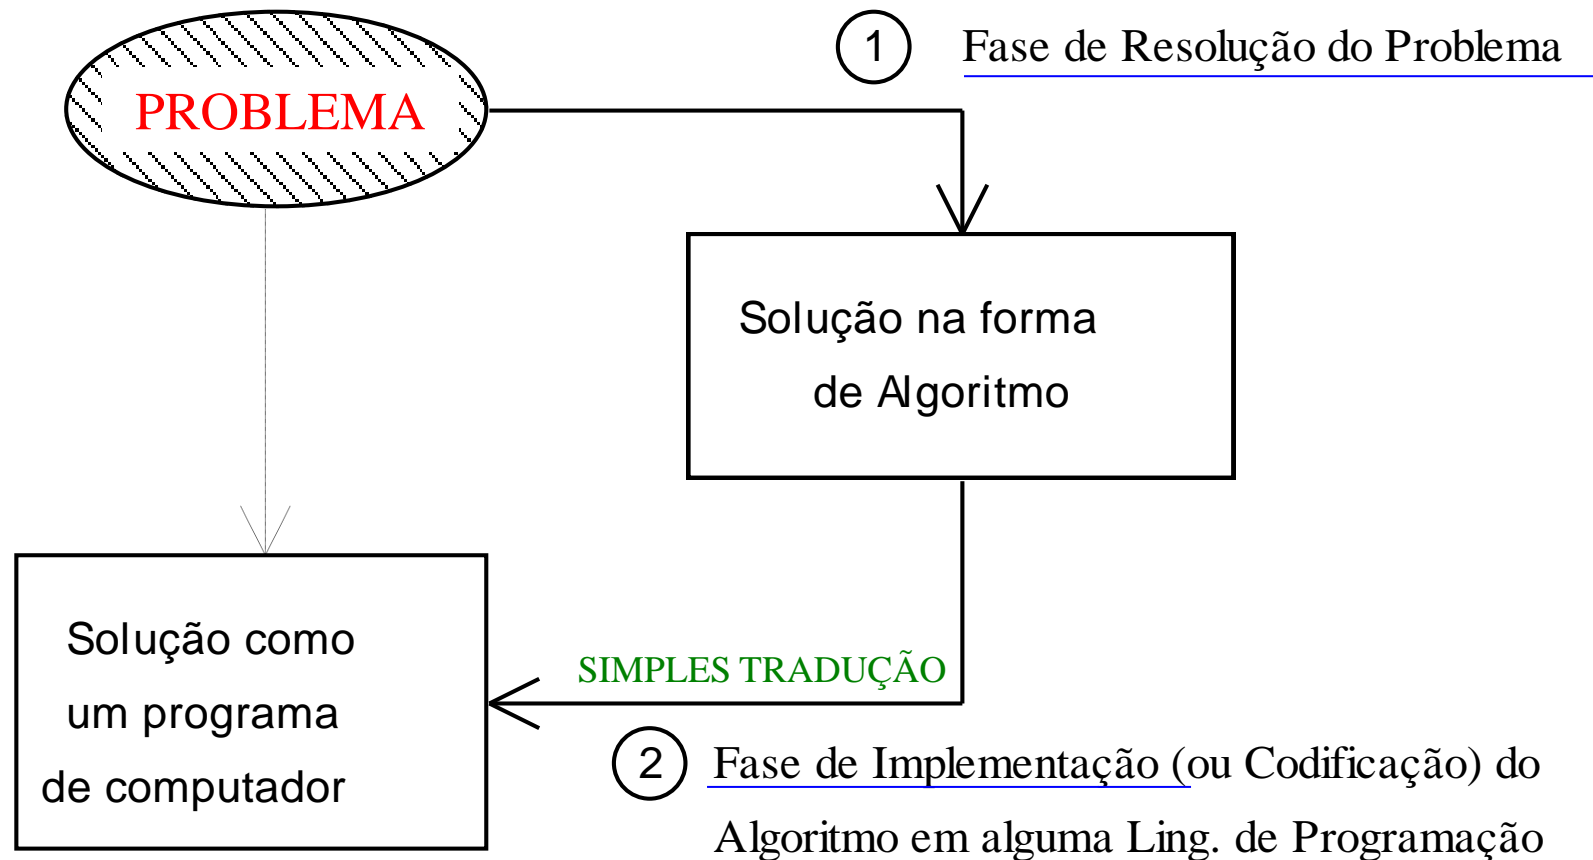 1 Fase de Resolução do Problema
PROBLEMA
Solução na forma
de Algoritmo
Solução como
um programa
de computador
SIMPLES TRADUÇÃO
2 Fase de Implementação (ou Codificação) do
Algoritmo em alguma Ling. de Programação